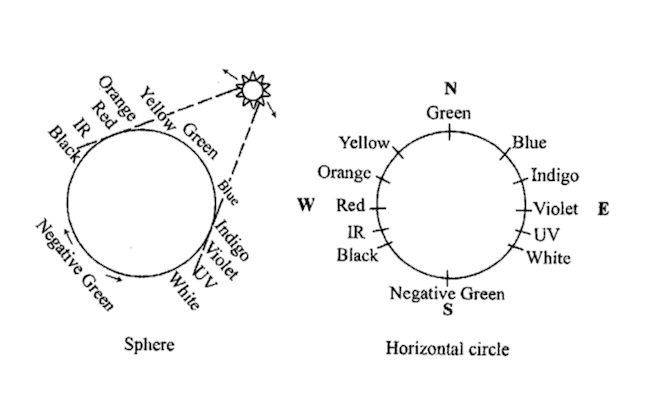 Orange
Yellow
Red
Green
IR
Black
Blue
Indigo
Violet
UV
White
Negative Green
Sphere
N
Green
Yellow
Blue
Orange
Indigo
W
Red
Violet
E
IR
UV
Black
White
Negative Green
S
Horizontal circle